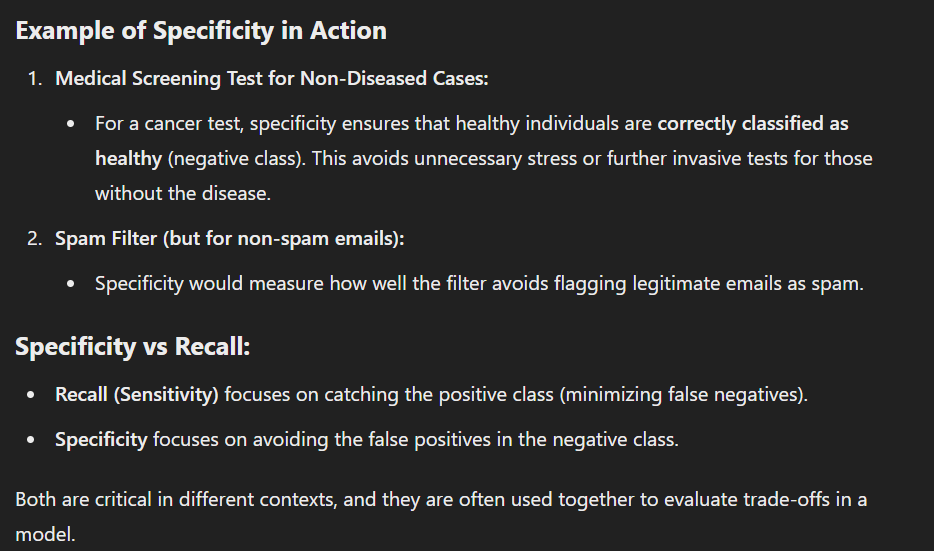 Example of Specificity in Action
1. Medical Screening Test for Non-Diseased Cases:
• For a cancer test, specificity ensures that healthy individuals are correctly classified as
healthy (negative class). This avoids unnecessary stress or further invasive tests for those
without the disease.
2. Spam Filter (but for non-spam emails):
• Specificity would measure how well the filter avoids flagging legitimate emails as spam.
Specificity vs Recall:
• Recall (Sensitivity) focuses on catching the positive class (minimizing false negatives).
• Specificity focuses on avoiding the false positives in the negative class.
Both are critical in different contexts, and they are often used together to evaluate trade-offs in a
model.